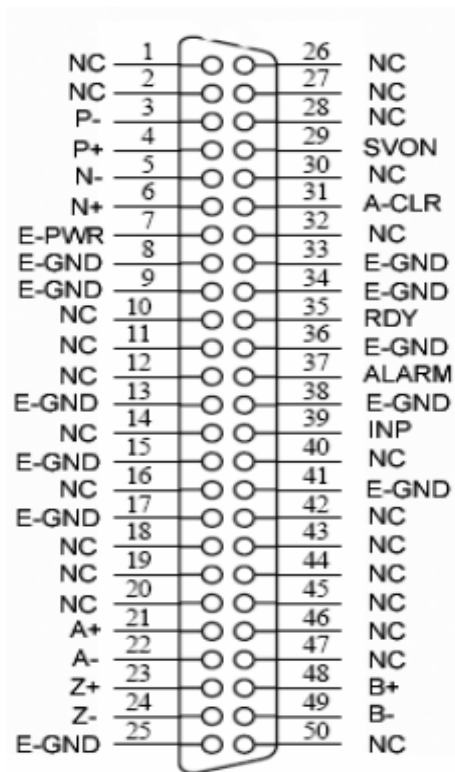 NC 1 26 NC
NC 2 27 NC
P- 3 28 NC
P+ 4 29 SVON
N- 5 30 NC
N+ 6 31 A-CLR
E-PWR 7 32 NC
E-GND 8 33 E-GND
E-GND 9 34 E-GND
NC 10 35 RDY
NC 11 36 E-GND
NC 12 37 ALARM
E-GND 13 38 E-GND
NC 14 39 INP
E-GND 15 40 NC
NC 16 41 E-GND
E-GND 17 42 NC
NC 18 43 NC
NC 19 44 NC
NC 20 45 NC
A+ 21 46 NC
A- 22 47 NC
Z+ 23 48 B+
Z- 24 49 B-
E-GND 25 50 NC